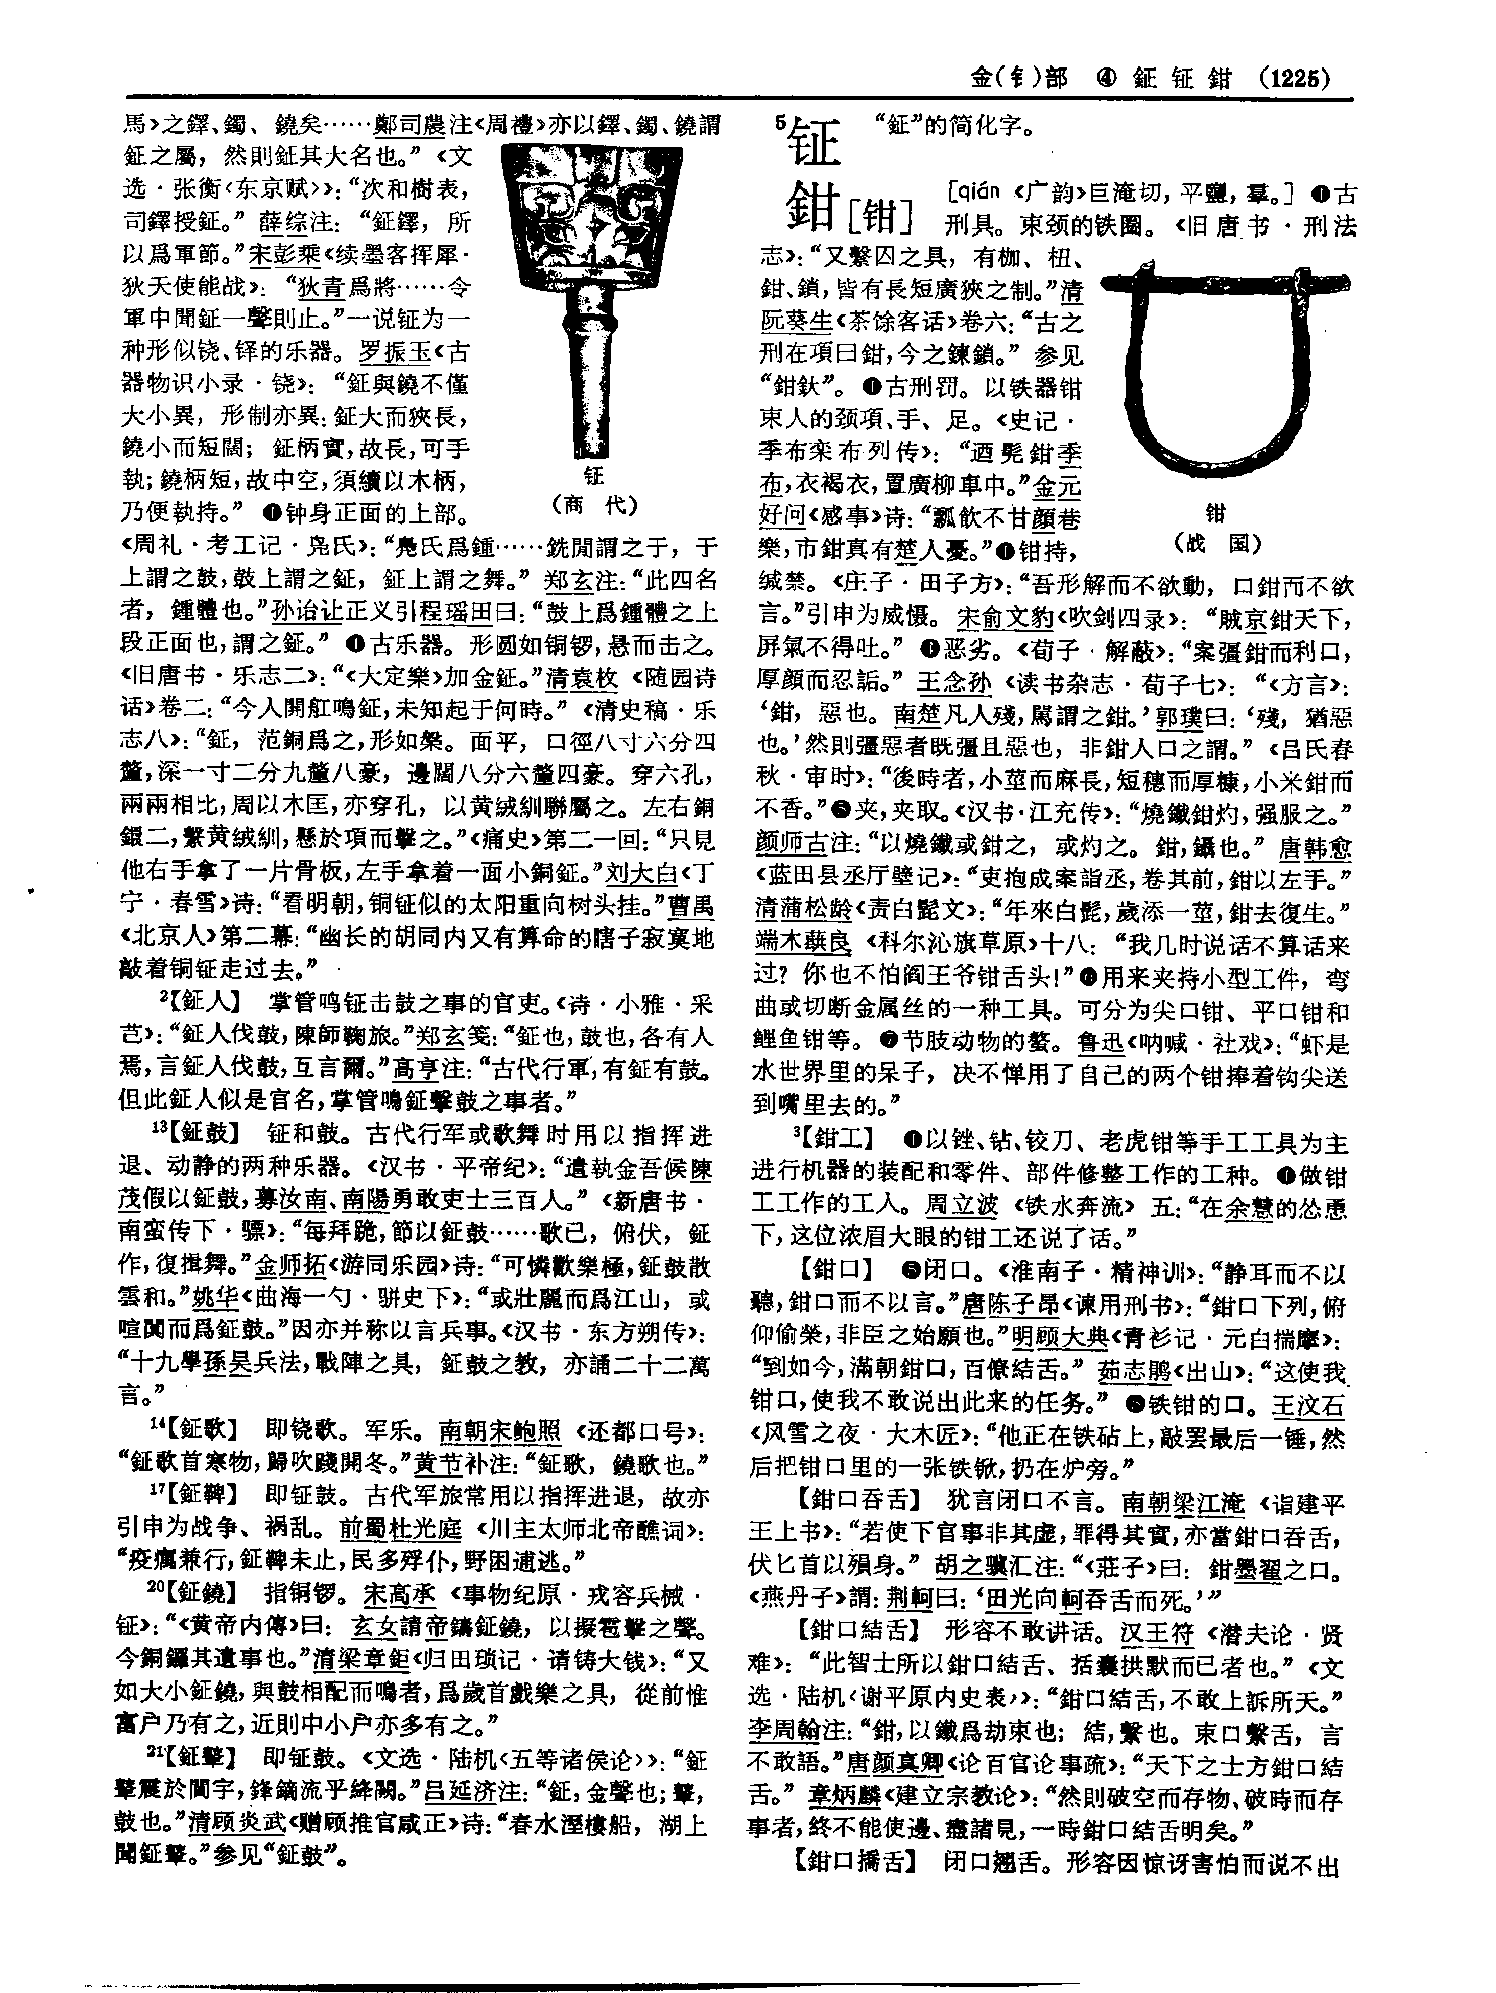 金(钅)部 ④ 鉦 钲 鉗 (1225)
馬》之鐸、鐲、鐃矣……鄭司農注《周禮》亦以鐸、鐲、鐃謂
鉦之屬，然則鉦其大名也。”《文
选·张衡〈东京赋〉》：“次和樹表，
司鐸授鉦。”薛综注：“鉦鐸，所
以爲軍節。”宋彭乘《续墨客挥犀·
狄天使能战》：“狄青爲將……令
軍中聞鉦一聲則止。”一说钲为一
种形似铙、铎的乐器。罗振玉《古
器物识小录·铙》：“鉦與鐃不僅
大小異，形制亦異：鉦大而狹長，
鐃小而短闊；鉦柄實，故長，可手
執；鐃柄短，故中空，須續以木柄，
乃便執持。”❶钟身正面的上部。
钲
（商 代）
《周礼·考工记·凫氏》：“鳧氏爲鍾……銑閒謂之于，于
上謂之鼓，鼓上謂之鉦，鉦上謂之舞。”郑玄注：“此四名
者，鍾體也。”孙诒让正义引程瑶田曰：“鼓上爲鍾體之上
段正面也，謂之鉦。”❶古乐器。形圆如铜锣，悬而击之。
《旧唐书·乐志二》：“《大定樂》加金鉦。”清袁枚《随园诗
话》卷二：“今人開舡鳴鉦，未知起于何時。”《清史稿·乐
志八》：“鉦，范銅爲之，形如槃。面平，口徑八寸六分四
釐，深一寸二分九釐八豪，邊闊八分六釐四豪。穿六孔，
兩兩相比，周以木匡，亦穿孔，以黄絨紃聯屬之。左右銅
鐶二，繫黄絨紃，懸於項而擊之。”《痛史》第二一回：“只見
他右手拿了一片骨板，左手拿着一面小銅鉦。”刘大白《丁
宁·春雪》诗：“看明朝，铜钲似的太阳重向树头挂。”曹禺
《北京人》第二幕：“幽长的胡同内又有算命的瞎子寂寞地
敲着铜钲走过去。”
2【鉦人】 掌管鸣钲击鼓之事的官吏。《诗·小雅·采
芑》：“鉦人伐鼓，陳師鞠旅。”郑玄笺：“鉦也，鼓也，各有人
焉，言鉦人伐鼓，互言爾。”高亨注：“古代行軍，有鉦有鼓。
但此鉦人似是官名，掌管鳴鉦擊鼓之事者。”
13【鉦鼓】 钲和鼓。古代行军或歌舞时用以指挥进
退、动静的两种乐器。《汉书·平帝纪》：“遣執金吾候陳
茂假以鉦鼓，募汝南、南陽勇敢吏士三百人。”《新唐书·
南蛮传下·骠》：“每拜跪，節以鉦鼓……歌已，俯伏，鉦
作，復揖舞。”金师拓《游同乐园》诗：“可憐歡樂極，鉦鼓散
雲和。”姚华《曲海一勺·骈史下》：“或壯麗而爲江山，或
喧闐而爲鉦鼓。”因亦并称以言兵事。《汉书·东方朔传》：
“十九學孫吴兵法，戰陣之具，鉦鼓之教，亦誦二十二萬
言。”
14【鉦歌】 即铙歌。军乐。南朝宋鲍照《还都口号》：
“鉦歌首寒物，歸吹踐開冬。”黄节补注：“鉦歌，鐃歌也。”
17【鉦鞞】 即钲鼓。古代军旅常用以指挥进退，故亦
引申为战争、祸乱。前蜀杜光庭《川主太师北帝醮词》：
“疫癘兼行，鉦鞞未止，民多殍仆，野困逋逃。”
20【鉦鐃】 指铜锣。宋高承《事物纪原·戎容兵械·
钲》：“《黄帝内傳》曰：玄女請帝鑄鉦鐃，以擬雹擊之聲。
今銅鑼其遺事也。”清梁章鉅《归田琐记·请铸大钱》：“又
如大小鉦鐃，與鼓相配而鳴者，爲歲首戲樂之具，從前惟
富户乃有之，近則中小户亦多有之。”
21【鉦鼙】 即钲鼓。《文选·陆机〈五等诸侯论〉》：“鉦
鼙震於閫宇，鋒鏑流乎絳闕。”吕延济注：“鉦，金聲也；鼙，
鼓也。”清顾炎武《赠顾推官咸正》诗：“春水溼樓船，湖上
聞鉦鼙。”参见“鉦鼓”。
5钲 “鉦”的简化字。
鉗[钳] [qián 《广韵》巨淹切，平鹽，羣。] ❶古
刑具。束颈的铁圈。《旧唐书·刑法
志》：“又繫囚之具，有枷、杻、
鉗、鎖，皆有長短廣狹之制。”清
阮葵生《茶馀客话》卷六：“古之
刑在項曰鉗，今之鍊鎖。”参见
“鉗釱”。❶古刑罚。以铁器钳
束人的颈项、手、足。《史记·
季布栾布列传》：“迺髡鉗季
布，衣褐衣，置廣柳車中。”金元
好问《感事》诗：“瓢飲不甘顔巷
樂，市鉗真有楚人憂。”❶钳持，
钳
（战 国）
缄禁。《庄子·田子方》：“吾形解而不欲動，口鉗而不欲
言。”引申为威慑。宋俞文豹《吹剑四录》：“賊京鉗天下，
屏氣不得吐。”❹恶劣。《荀子·解蔽》：“案彊鉗而利口，
厚顔而忍詬。”王念孙《读书杂志·荀子七》：“《方言》：
‘鉗，惡也。南楚凡人殘，駡謂之鉗。’郭璞曰：‘殘，猶惡
也。’然則彊惡者既彊且惡也，非鉗人口之謂。”《吕氏春
秋·审时》：“後時者，小莖而麻長，短穗而厚糠，小米鉗而
不香。”❺夹，夹取。《汉书·江充传》：“燒鐵鉗灼，强服之。”
颜师古注：“以燒鐵或鉗之，或灼之。鉗，鑷也。”唐韩愈
《蓝田县丞厅壁记》：“吏抱成案詣丞，卷其前，鉗以左手。”
清蒲松龄《责白髭文》：“年來白髭，歲添一莖，鉗去復生。”
端木蕻良《科尔沁旗草原》十八：“我几时说话不算话来
过？你也不怕阎王爷钳舌头！”❻用来夹持小型工件，弯
曲或切断金属丝的一种工具。可分为尖口钳、平口钳和
鲤鱼钳等。❼节肢动物的螯。鲁迅《呐喊·社戏》：“虾是
水世界里的呆子，决不惮用了自己的两个钳捧着钩尖送
到嘴里去的。”
3【鉗工】 ❶以锉、钻、铰刀、老虎钳等手工工具为主
进行机器的装配和零件、部件修整工作的工种。❶做钳
工工作的工人。周立波《铁水奔流》五：“在余慧的怂恿
下，这位浓眉大眼的钳工还说了话。”
【鉗口】 ❺闭口。《淮南子·精神训》：“静耳而不以
聽，鉗口而不以言。”唐陈子昂《谏用刑书》：“鉗口下列，俯
仰偷榮，非臣之始願也。”明顾大典《青衫记·元白揣摩》：
“到如今，滿朝鉗口，百僚結舌。”茹志鹃《出山》：“这使我
钳口，使我不敢说出此来的任务。”❺铁钳的口。王汶石
《风雪之夜·大木匠》：“他正在铁砧上，敲罢最后一锤，然
后把钳口里的一张铁锨，扔在炉旁。”
【鉗口吞舌】 犹言闭口不言。南朝梁江淹《诣建平
王上书》：“若使下官事非其虚，罪得其實，亦當鉗口吞舌，
伏匕首以殞身。”胡之骥汇注：“《莊子》曰：鉗墨翟之口。
《燕丹子》謂：荆軻曰：‘田光向軻吞舌而死。’”
【鉗口結舌】 形容不敢讲话。汉王符《潜夫论·贤
难》：“此智士所以鉗口結舌、括囊拱默而已者也。”《文
选·陆机〈谢平原内史表〉》：“鉗口結舌，不敢上訴所天。”
李周翰注：“鉗，以鐵爲劫束也；結，繫也。束口繫舌，言
不敢語。”唐颜真卿《论百官论事疏》：“天下之士方鉗口結
舌。”章炳麟《建立宗教论》：“然則破空而存物、破時而存
事者，終不能使邊、盡諸見，一時鉗口結舌明矣。”
【鉗口撟舌】 闭口翘舌。形容因惊讶害怕而说不出